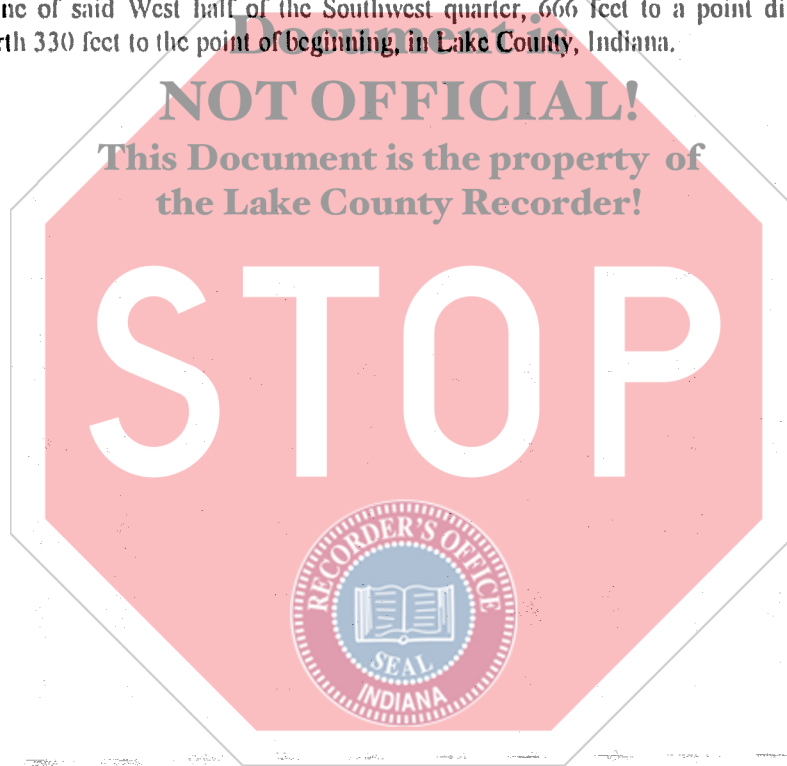 ne of said West half of the Southwest quarter, 666 feet to a point di
rth 330 feet to the point of beginning, in Lake County, Indiana.
Document is
NOT OFFICIAL!
This Document is the property of
the Lake County Recorder!
STOP
RECORDER'S OFFICE
SEAL
INDIANA